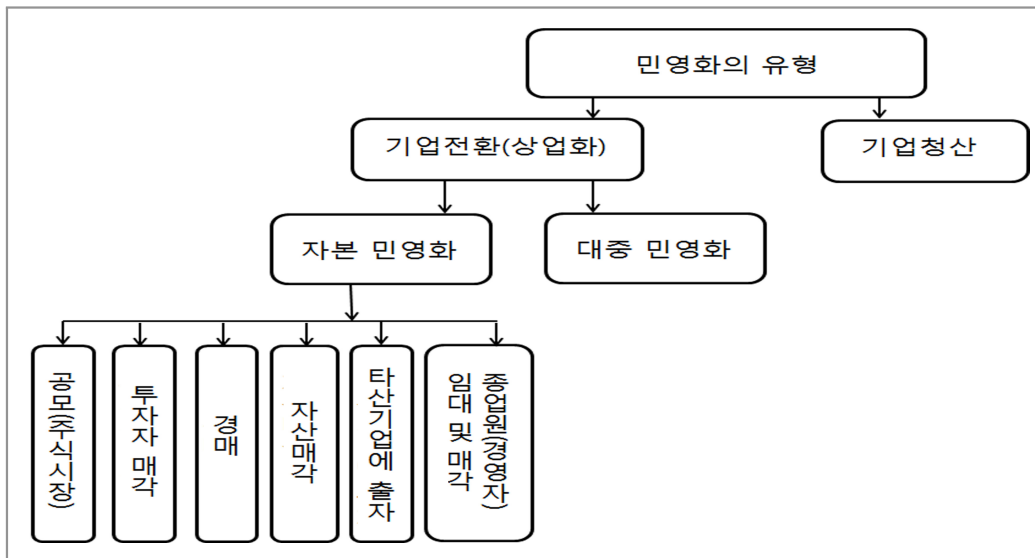 민영화의 유형
기업전환(상업화)
기업청산
자본 민영화
대중 민영화
공모(주식시장)
투자자 매각
경매
자산매각
타산기업에 출자
종업원(경영자)
임대 및 매각